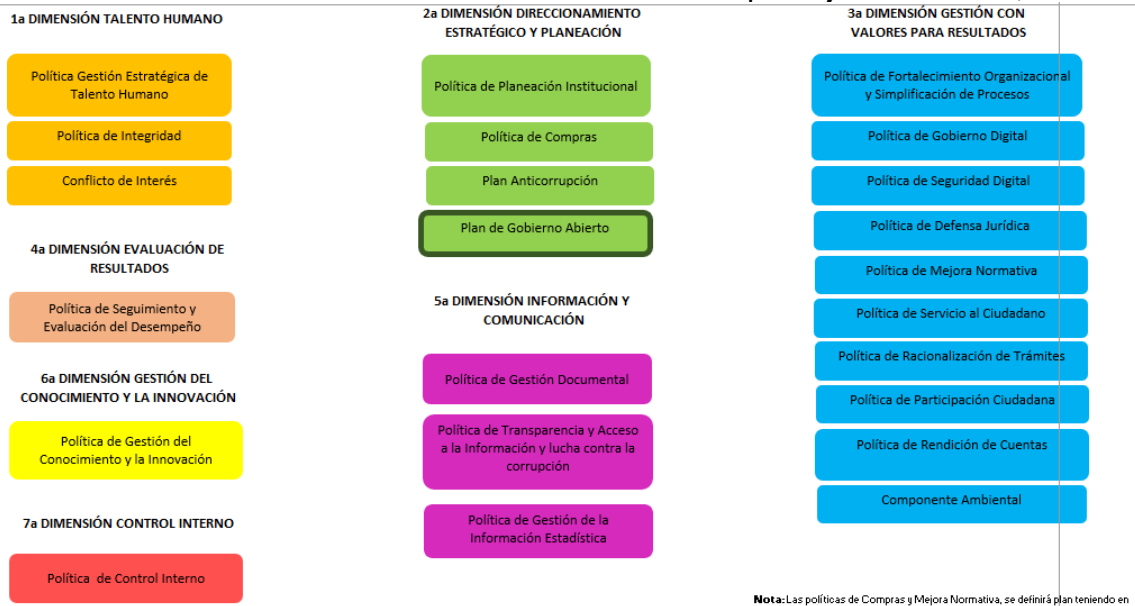 1a DIMENSIÓN TALENTO HUMANO
Política Gestión Estratégica de
Talento Humano
Política de Integridad
Conflicto de Interés
2a DIMENSIÓN DIRECCIONAMIENTO
ESTRATÉGICO Y PLANEACIÓN
Política de Planeación Institucional
Política de Compras
Plan Anticorrupción
Plan de Gobierno Abierto
3a DIMENSIÓN GESTIÓN CON
VALORES PARA RESULTADOS
Política de Fortalecimiento Organizacional
y Simplificación de Procesos
Política de Gobierno Digital
Política de Seguridad Digital
Política de Defensa Jurídica
Política de Mejora Normativa
Política de Servicio al Ciudadano
Política de Racionalización de Trámites
Política de Participación Ciudadana
Política de Rendición de Cuentas
Componente Ambiental
4a DIMENSIÓN EVALUACIÓN DE
RESULTADOS
Política de Seguimiento y
Evaluación del Desempeño
5a DIMENSIÓN INFORMACIÓN Y
COMUNICACIÓN
Política de Gestión Documental
Política de Transparencia y Acceso
a la Información y lucha contra la
corrupción
Política de Gestión de la
Información Estadística
6a DIMENSIÓN GESTIÓN DEL
CONOCIMIENTO Y LA INNOVACIÓN
Política de Gestión del
Conocimiento y la Innovación
7a DIMENSIÓN CONTROL INTERNO
Política de Control Interno
Nota: Las políticas de Compras y Mejora Normativa, se definirá plan teniendo en